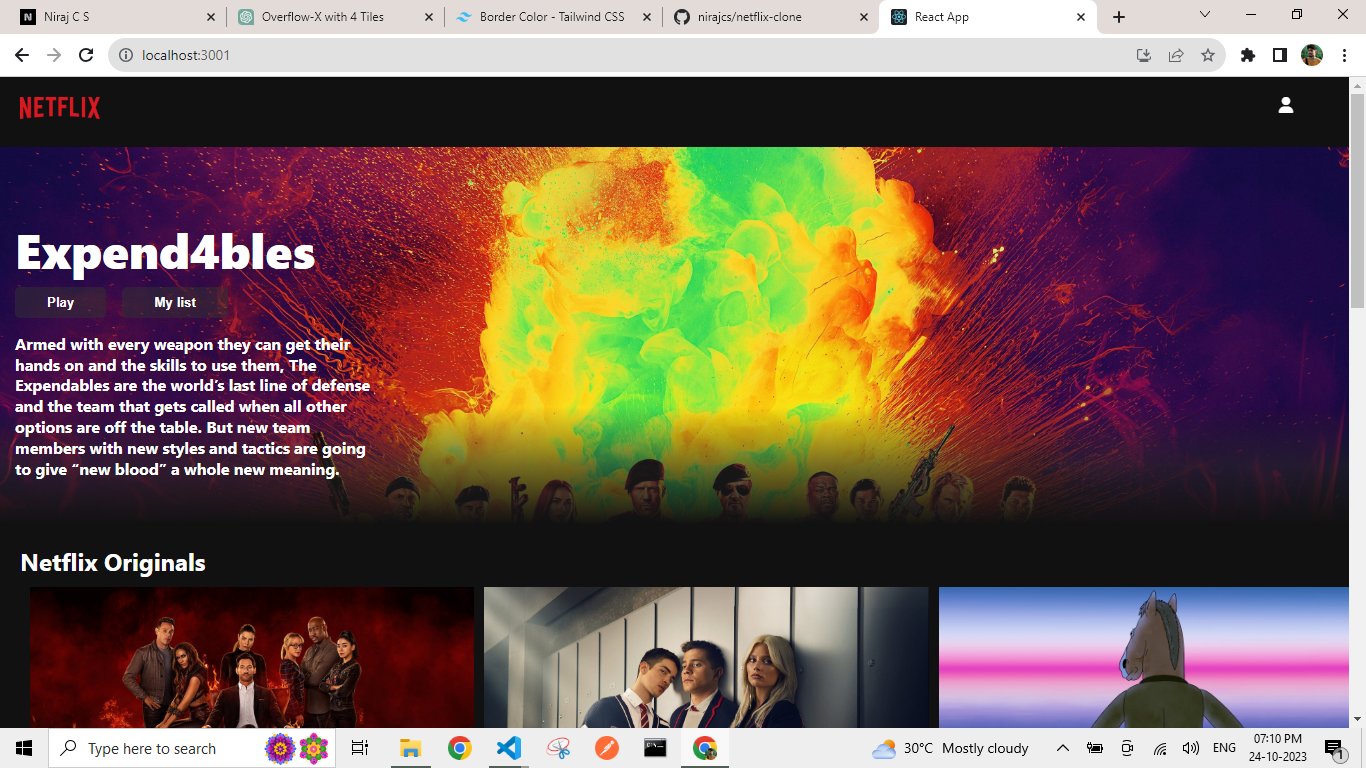 Niraj C S
Overflow-X with 4 Tiles
Border Color - Tailwind CSS
nirajcs/netflix-clone
React App
localhost:3001
NETFLIX
Expend4bles
Play
My list
Armed with every weapon they can get their
hands on and the skills to use them, The
Expendables are the world’s last line of defense
and the team that gets called when all other
options are off the table. But new team
members with new styles and tactics are going
to give “new blood” a whole new meaning.
Netflix Originals
Type here to search
30°C Mostly cloudy
ENG
07:10 PM
24-10-2023
1